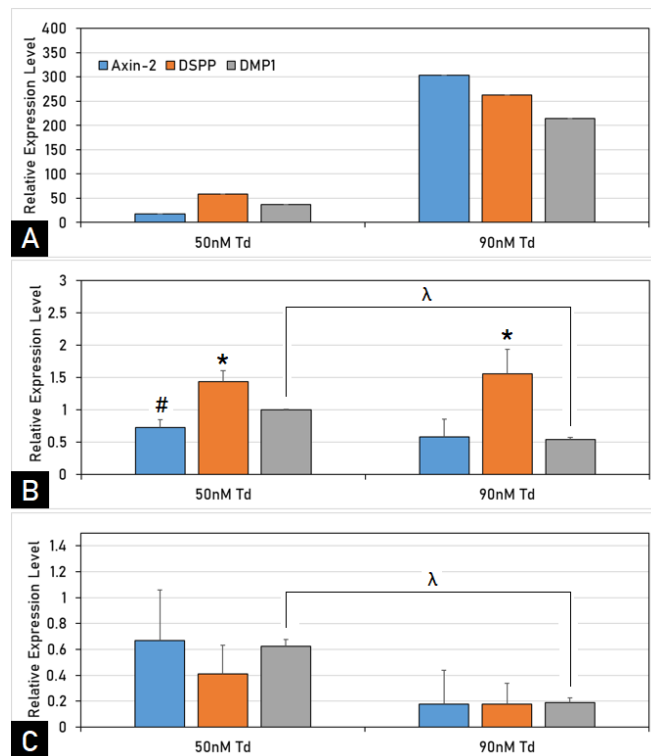 Relative Expression Level
400
350
300
250
200
150
100
50
0
Axin-2 DSPP DMP1
50nM Td 90nM Td
A
Relative Expression Level
3
2.5
2
1.5
1
0.5
0
# * λ *
50nM Td 90nM Td
B
Relative Expression Level
1.4
1.2
1
0.8
0.6
0.4
0.2
0
λ
50nM Td 90nM Td
C